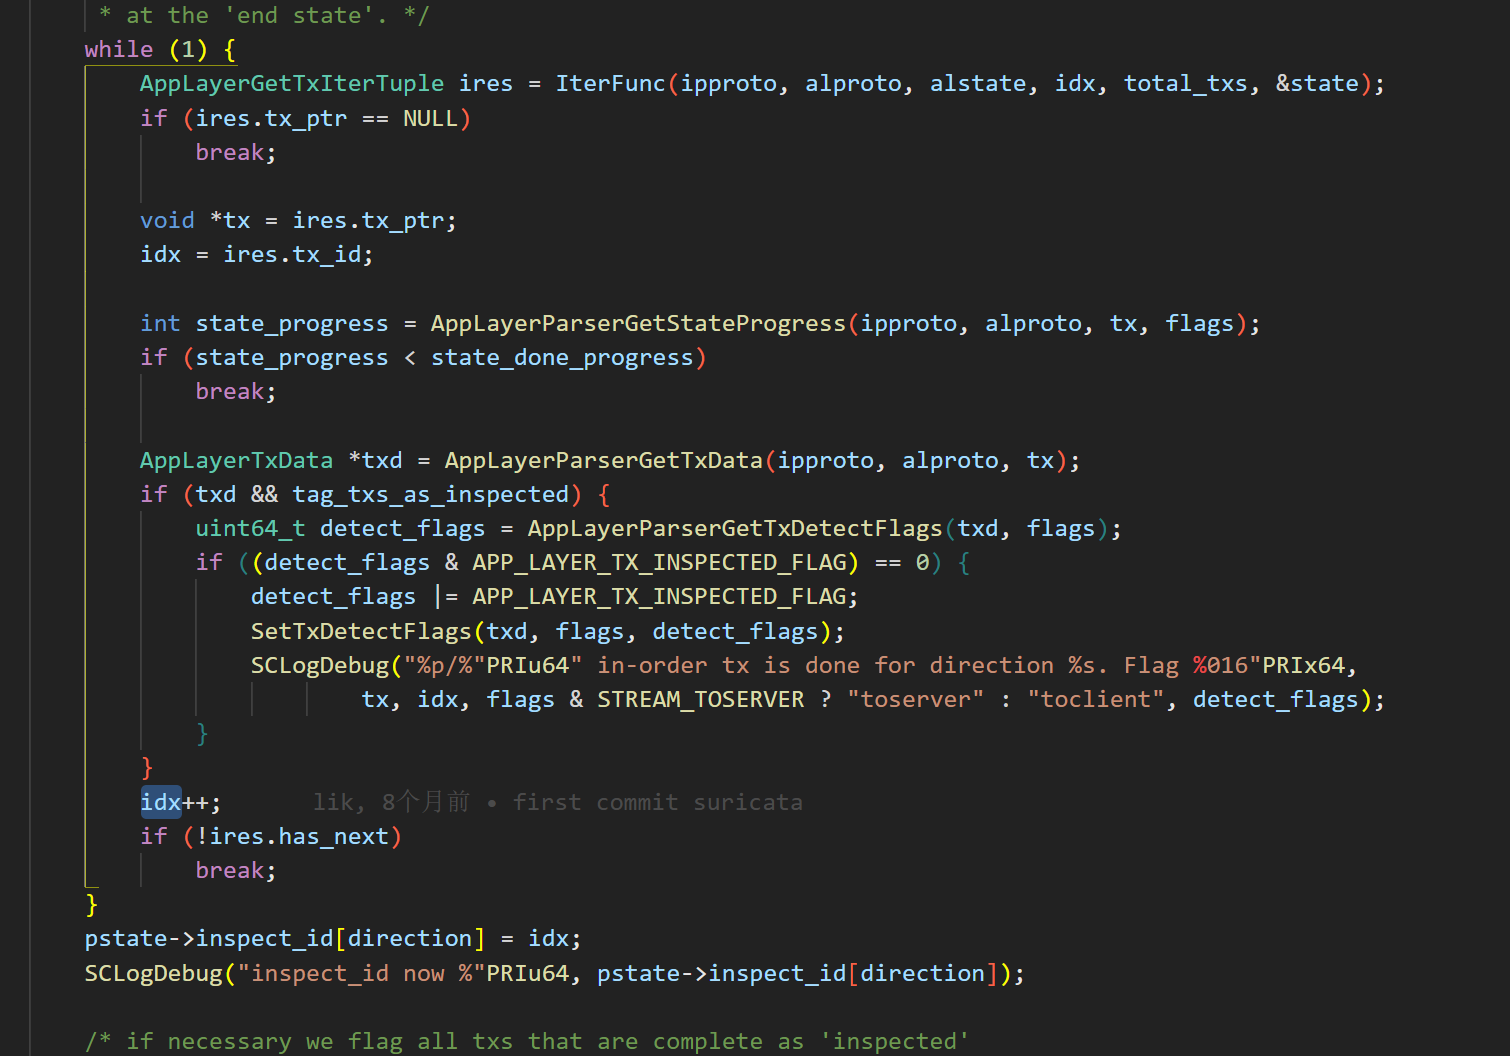 * at the 'end state'. */
while (1) {
AppLayerGetTxIterTuple ires = IterFunc(ipproto, alproto, alstate, idx, total_txs, &state);
if (ires.tx_ptr == NULL)
break;
void *tx = ires.tx_ptr;
idx = ires.tx_id;
int state_progress = AppLayerParserGetStateProgress(ipproto, alproto, tx, flags);
if (state_progress < state_done_progress)
break;
AppLayerTxData *txd = AppLayerParserGetTxData(ipproto, alproto, tx);
if (txd && tag_txs_as_inspected) {
uint64_t detect_flags = AppLayerParserGetTxDetectFlags(txd, flags);
if ((detect_flags & APP_LAYER_TX_INSPECTED_FLAG) == 0) {
detect_flags |= APP_LAYER_TX_INSPECTED_FLAG;
SetTxDetectFlags(txd, flags, detect_flags);
SCLogDebug("%p/%"PRIu64" in-order tx is done for direction %s. Flag %016"PRIx64,
tx, idx, flags & STREAM_TOSERVER ? "toserver" : "toclient", detect_flags);
}
}
idx++; lik, 8个月前 • first commit suricata
if (!ires.has_next)
break;
}
pstate->inspect_id[direction] = idx;
SCLogDebug("inspect_id now %"PRIu64, pstate->inspect_id[direction]);
/* if necessary we flag all txs that are complete as 'inspected'